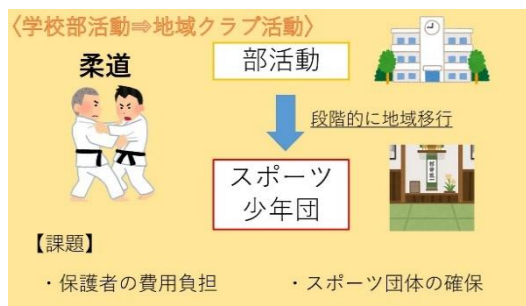 〈学校部活動⇒地域クラブ活動〉
柔道
部活動
段階的に地域移行
スポーツ
少年団
【課題】
・保護者の費用負担
・スポーツ団体の確保